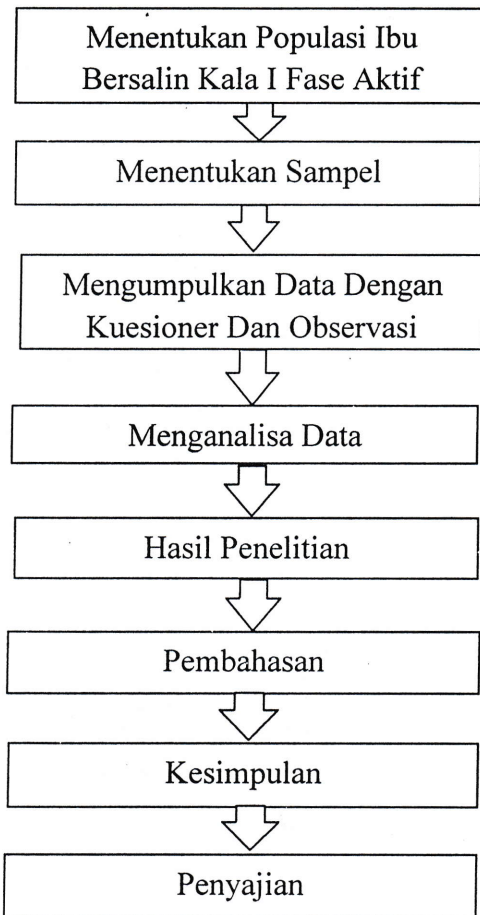 Menentukan Populasi Ibu
Bersalin Kala I Fase Aktif
Menentukan Sampel
Mengumpulkan Data Dengan
Kuesioner Dan Observasi
Menganalisa Data
Hasil Penelitian
Pembahasan
Kesimpulan
Penyajian